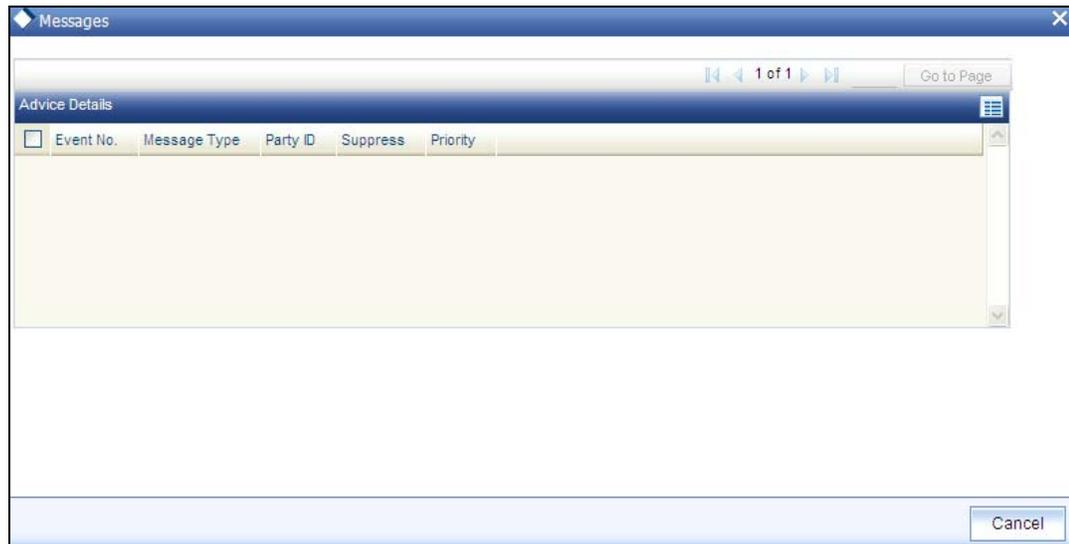 Messages
1 of 1 Go to Page
Advice Details
Event No. Message Type Party ID Suppress Priority
Cancel